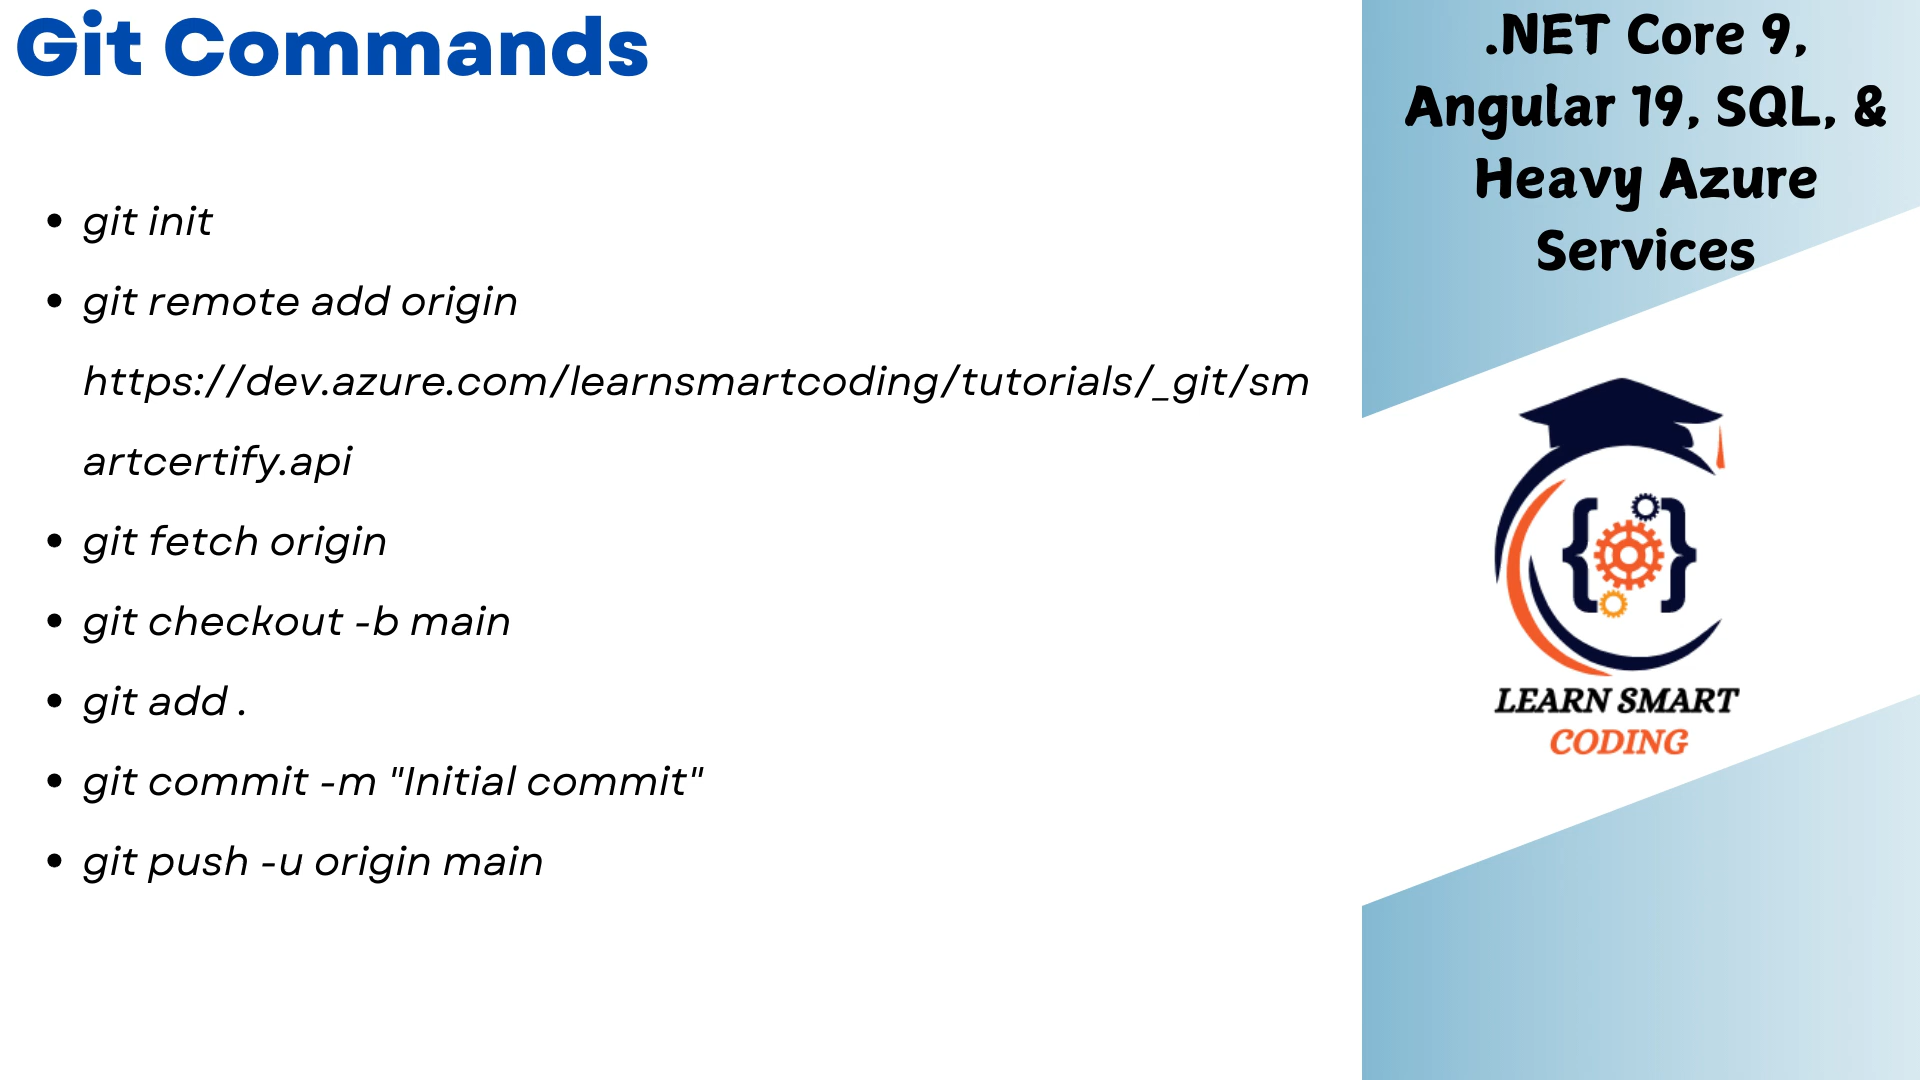 Git Commands
• git init
• git remote add origin
https://dev.azure.com/learnsmartcoding/tutorials/_git/sm
artcertify.api
• git fetch origin
• git checkout -b main
• git add .
• git commit -m "Initial commit"
• git push -u origin main
.NET Core 9,
Angular 19, SQL, &
Heavy Azure
Services
{ }
LEARN SMART
CODING